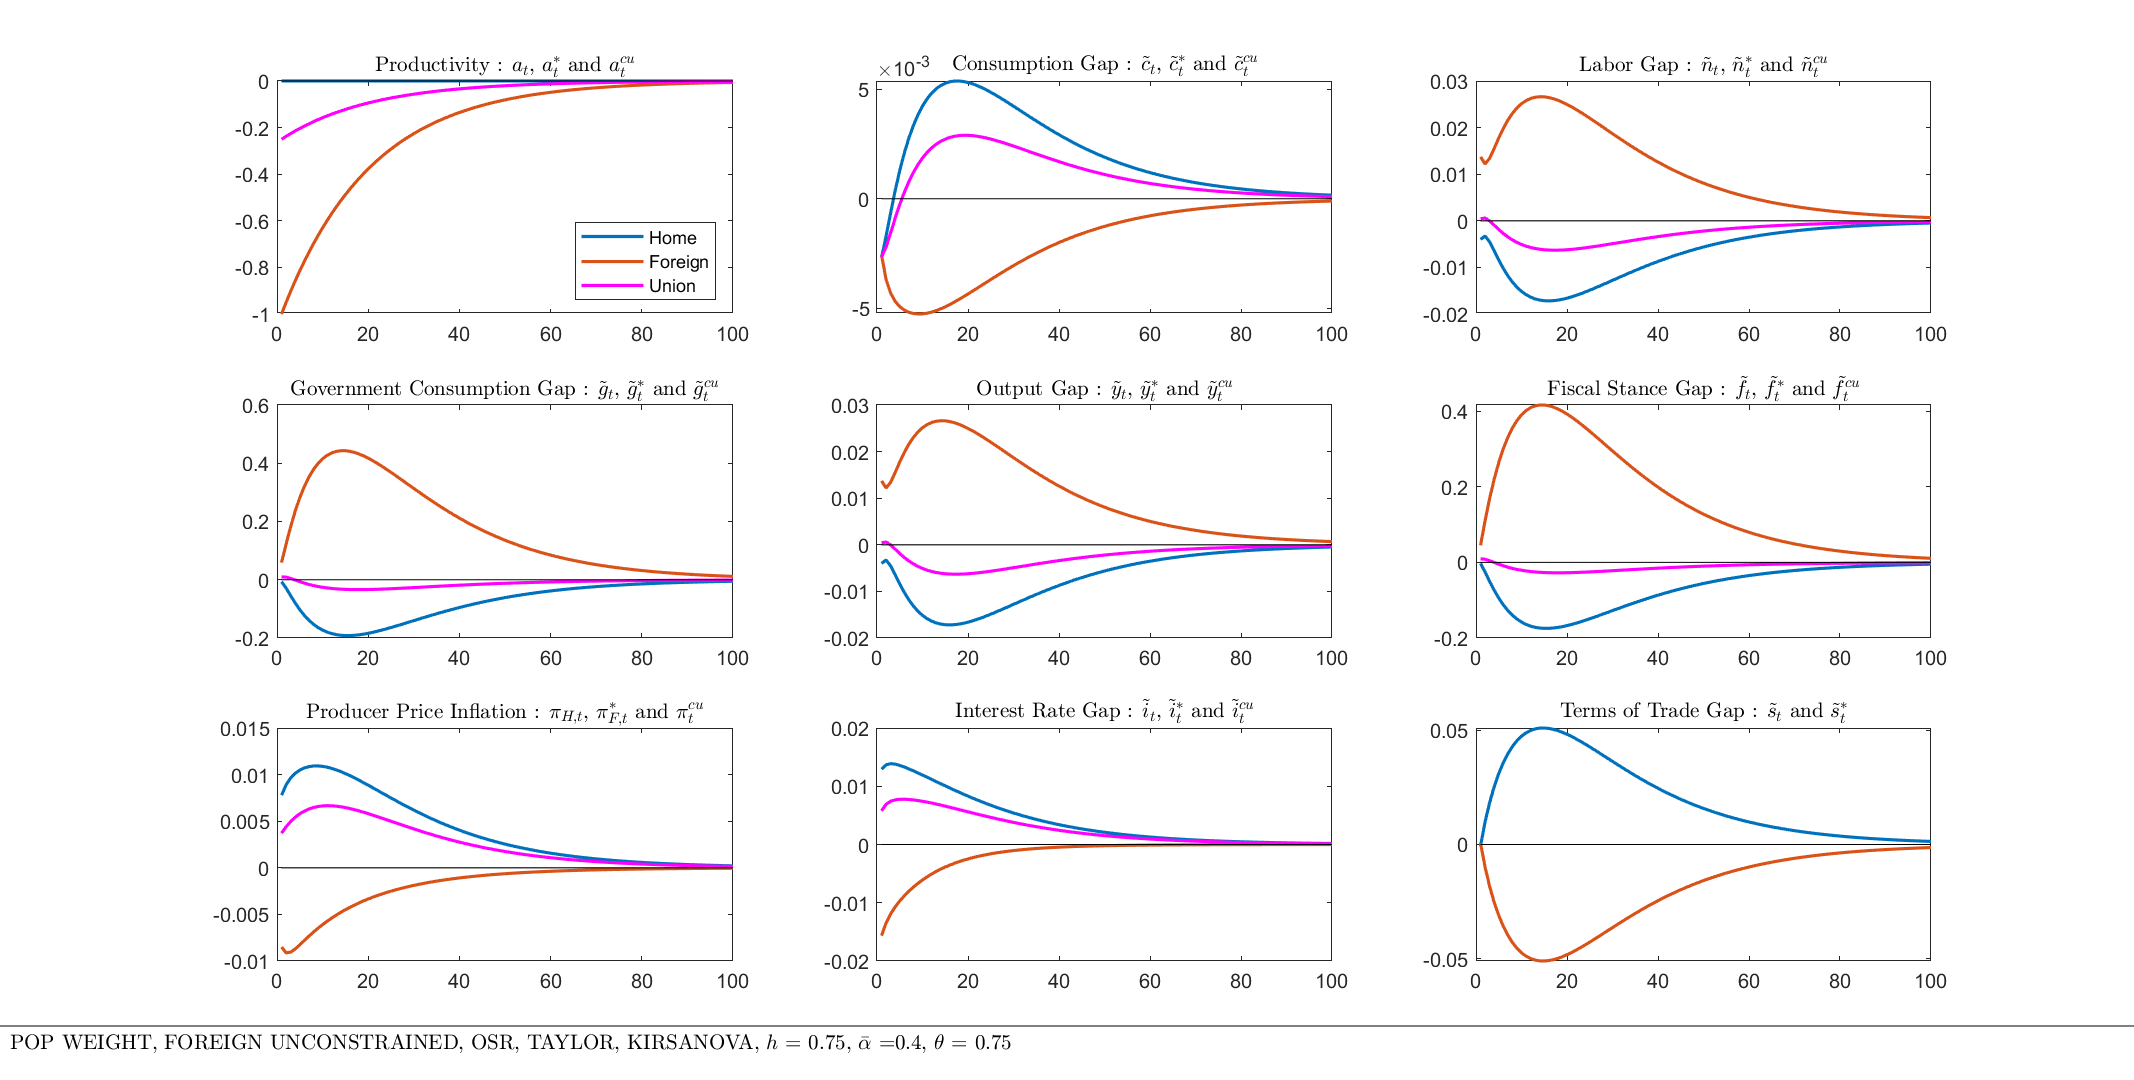 Productivity : a_t, a_t^* and a_t^{cu}
0
-0.2
-0.4
-0.6
-0.8
-1
0 20 40 60 80 100
Home
Foreign
Union
Consumption Gap : c̃_t, c̃_t^* and c̃_t^{cu}
×10^{-3}
5
0
-5
0 20 40 60 80 100
Labor Gap : ñ_t, ñ_t^* and ñ_t^{cu}
0.03
0.02
0.01
0
-0.01
-0.02
0 20 40 60 80 100
Government Consumption Gap : g̃_t, g̃_t^* and g̃_t^{cu}
0.6
0.4
0.2
0
-0.2
0 20 40 60 80 100
Output Gap : ỹ_t, ỹ_t^* and ỹ_t^{cu}
0.03
0.02
0.01
0
-0.01
-0.02
0 20 40 60 80 100
Fiscal Stance Gap : f̃_t, f̃_t^* and f̃_t^{cu}
0.4
0.2
0
-0.2
0 20 40 60 80 100
Producer Price Inflation : π_{H,t}, π_{F,t}^* and π_t^{cu}
0.015
0.01
0.005
0
-0.005
-0.01
0 20 40 60 80 100
Interest Rate Gap : ĩ_t, ĩ_t^* and ĩ_t^{cu}
0.02
0.01
0
-0.01
-0.02
0 20 40 60 80 100
Terms of Trade Gap : s̃_t and s̃_t^*
0.05
0
-0.05
0 20 40 60 80 100
POP WEIGHT, FOREIGN UNCONSTRAINED, OSR, TAYLOR, KIRSANOVA, h = 0.75, ᾱ =0.4, θ = 0.75